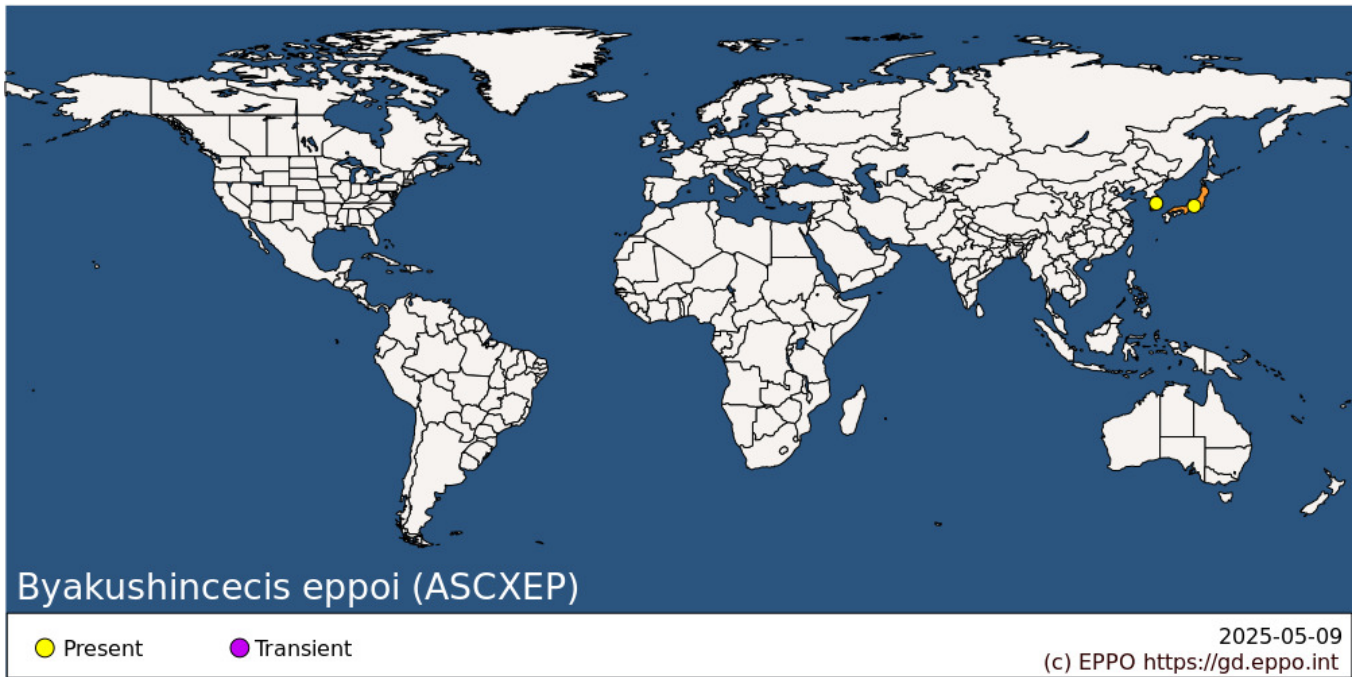 Byakushincecis eppoi (ASCXEP)
Present
Transient
2025-05-09
(c) EPPO https://gd.eppo.int